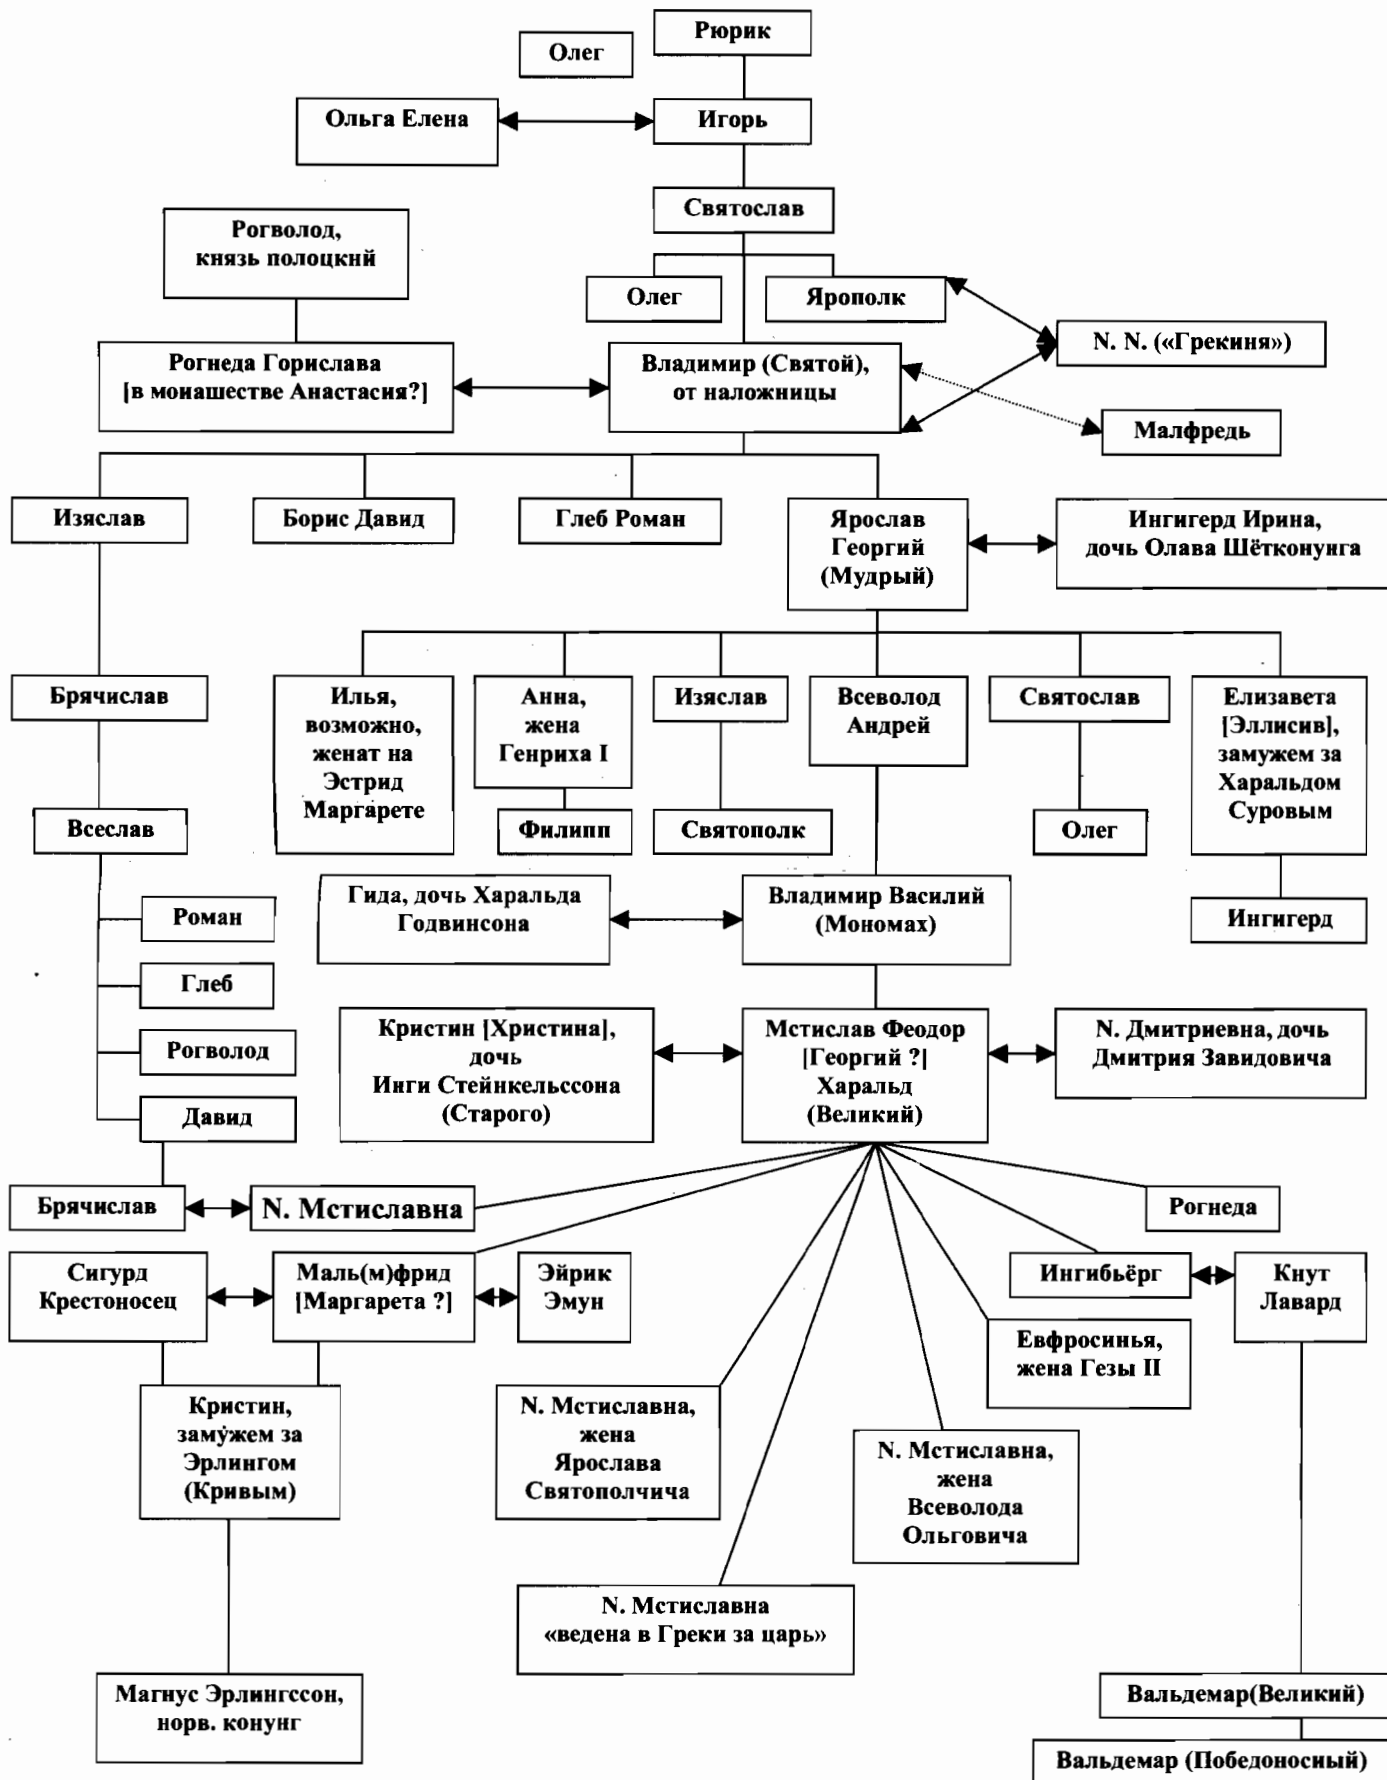 Рюрик
Олег
Ольга Елена
Игорь
Святослав
Рогволод,
князь полоцкий
Олег
Ярополк
N. N. («Грекиня»)
Рогнеда Горислава
[в монашестве Анастасия?]
Владимир (Святой),
от наложницы
Малфредь
Изяслав
Борис Давид
Глеб Роман
Ярослав
Георгий
(Мудрый)
Ингигерд Ирина,
дочь Олава Шётконунга
Брячислав
Илья,
возможно,
женат на
Эстрид
Маргарете
Анна,
жена
Генриха I
Изяслав
Всеволод
Андрей
Святослав
Елизавета
[Эллисив],
замужем за
Харальдом
Суровым
Всеслав
Филипп
Святополк
Олег
Гида, дочь Харальда
Годвинсона
Владимир Василий
(Мономах)
Ингигерд
Роман
Глеб
Рогволод
Давид
Кристин [Христина],
дочь
Инги Стейнкельссона
(Старого)
Мстислав Феодор
[Георгий ?]
Харальд
(Великий)
N. Дмитриевна, дочь
Дмитрия Завидовича
Брячислав
N. Мстиславна
Рогнеда
Сигурд
Крестоносец
Маль(м)фрид
[Маргарета ?]
Эйрик
Эмун
Ингибьёрг
Кнут
Лавард
Евфросинья,
жена Гезы II
Кристин,
замужем за
Эрлингом
(Кривым)
N. Мстиславна,
жена
Ярослава
Святополчича
N. Мстиславна,
жена
Всеволода
Ольговича
N. Мстиславна
«ведена в Греки за царь»
Магнус Эрлингссон,
норв. конунг
Вальдемар(Великий)
Вальдемар (Победоносный)